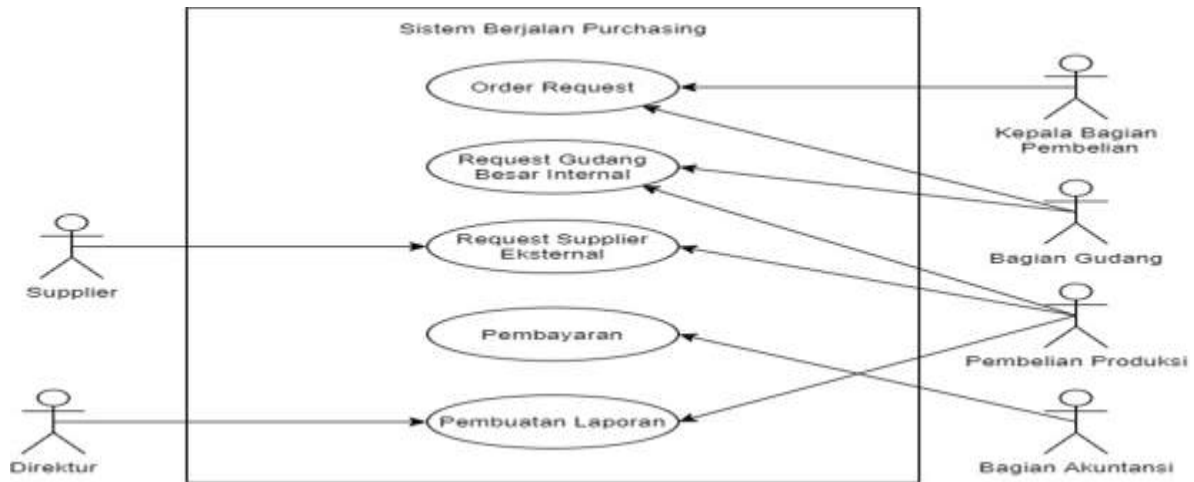 Sistem Berjalan Purchasing
Order Request
Kepala Bagian
Pembelian
Request Gudang
Besar Internal
Bagian Gudang
Request Supplier
Eksternal
Supplier
Pembayaran
Pembelian Produksi
Pembuatan Laporan
Direktur
Bagian Akuntansi